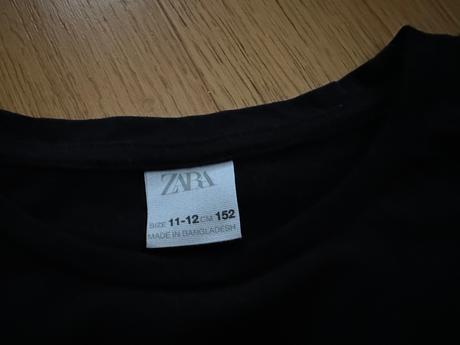 ZARA
SIZE 11-12 CM 152
MADE IN BANGLADESH